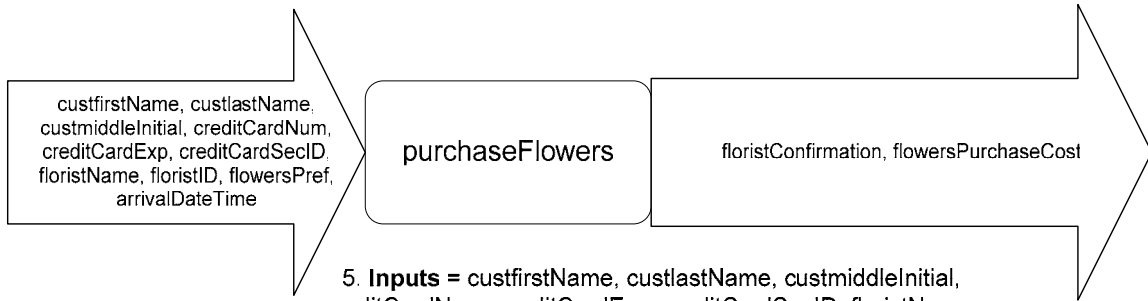 custfirstName, custlastName,
custmiddleInitial, creditCardNum,
creditCardExp, creditCardSecID,
floristName, floristID, flowersPref,
arrivalDateTime
purchaseFlowers
floristConfirmation, flowersPurchaseCost
5. Inputs = custfirstName, custlastName, custmiddleInitial,